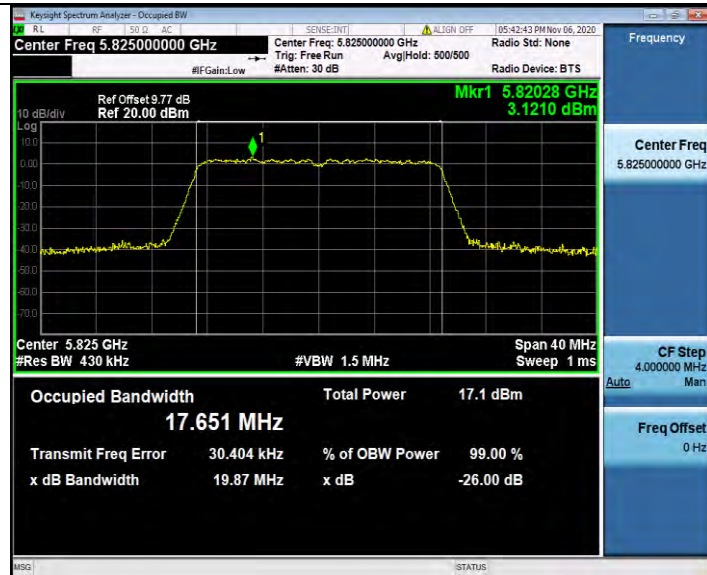 Keysight Spectrum Analyzer - Occupied BW
RL RF 50 Ω AC SENSE:INT ALIGN OFF 05:42:43 PM Nov 06, 2020
Center Freq 5.825000000 GHz
Center Freq: 5.825000000 GHz Radio Std: None
Trig: Free Run Avg|Hold: 500/500
#IFGain:Low #Atten: 30 dB Radio Device: BTS
Frequency
Ref Offset 9.77 dB Mkr1 5.82028 GHz
10 dB/div Ref 20.00 dBm 3.1210 dBm
Log
10.0
0.00
-10.0
-20.0
-30.0
-40.0
-50.0
-60.0
-70.0
1
Center Freq
5.825000000 GHz
Center 5.825 GHz Span 40 MHz
#Res BW 430 kHz #VBW 1.5 MHz Sweep 1 ms
CF Step
4.000000 MHz
Auto Man
Occupied Bandwidth Total Power 17.1 dBm
17.651 MHz
Transmit Freq Error 30.404 kHz % of OBW Power 99.00 %
x dB Bandwidth 19.87 MHz x dB -26.00 dB
Freq Offset
0 Hz
MSG STATUS